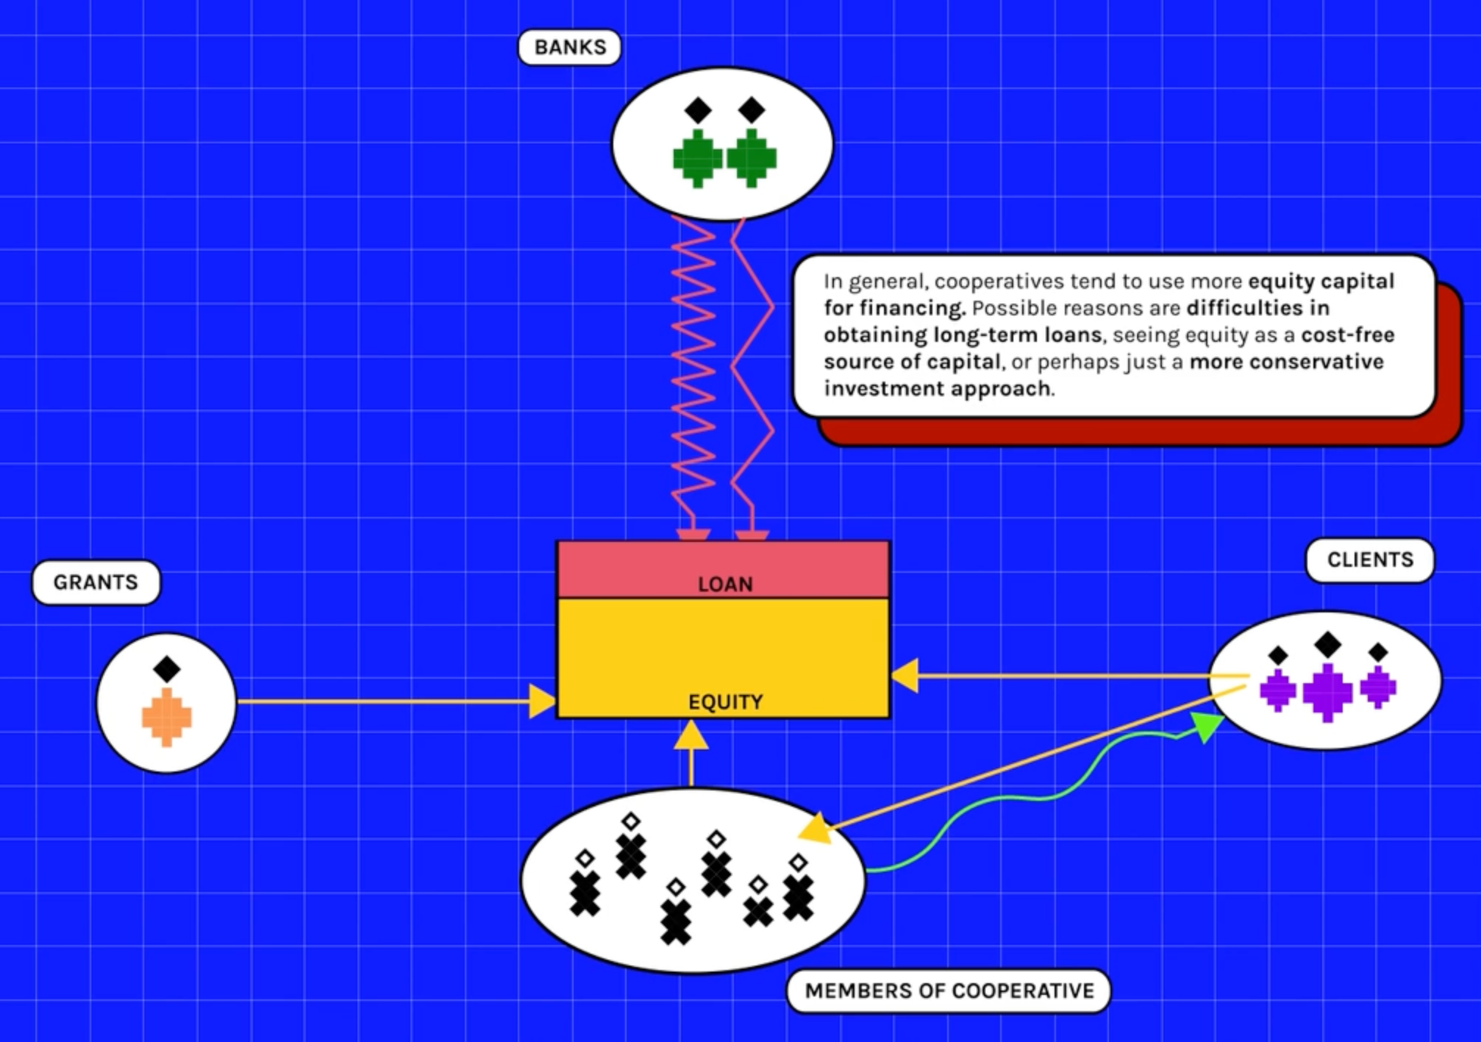 BANKS
In general, cooperatives tend to use more equity capital
for financing. Possible reasons are difficulties in
obtaining long-term loans, seeing equity as a cost-free
source of capital, or perhaps just a more conservative
investment approach.
GRANTS
LOAN
CLIENTS
EQUITY
MEMBERS OF COOPERATIVE